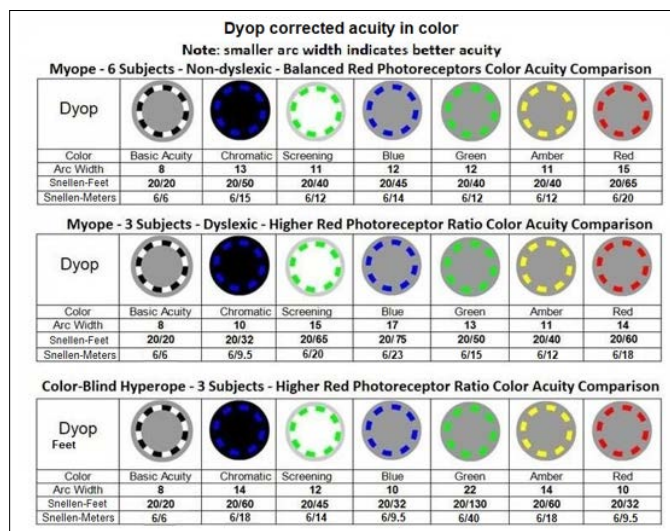 Dyop corrected acuity in color
Note: smaller arc width indicates better acuity
Myope - 6 Subjects - Non-dyslexic - Balanced Red Photoreceptors Color Acuity Comparison
Dyop
Color Basic Acuity Chromatic Screening Blue Green Amber Red
Arc Width 8 13 11 12 12 11 15
Snellen-Feet 20/20 20/50 20/40 20/45 20/40 20/40 20/65
Snellen-Meters 6/6 6/15 6/12 6/14 6/12 6/12 6/20
Myope - 3 Subjects - Dyslexic - Higher Red Photoreceptor Ratio Color Acuity Comparison
Dyop
Color Basic Acuity Chromatic Screening Blue Green Amber Red
Arc Width 8 10 15 17 13 11 14
Snellen-Feet 20/20 20/32 20/65 20/75 20/50 20/40 20/60
Snellen-Meters 6/6 6/9.5 6/20 6/23 6/15 6/12 6/18
Color-Blind Hyperope - 3 Subjects - Higher Red Photoreceptor Ratio Color Acuity Comparison
Dyop
Feet
Color Basic Acuity Chromatic Screening Blue Green Amber Red
Arc Width 8 14 12 10 22 14 10
Snellen-Feet 20/20 20/60 20/45 20/32 20/130 20/60 20/32
Snellen-Meters 6/6 6/18 6/14 6/9.5 6/40 6/18 6/9.5